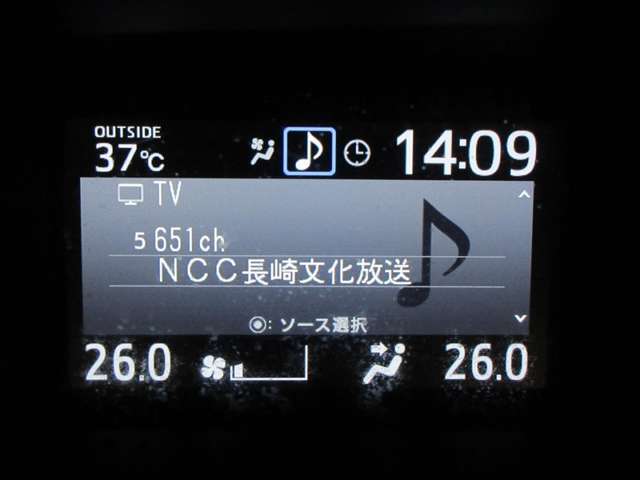 OUTSIDE
37℃
14:09
TV
5 651ch
NCC長崎文化放送
◉: ソース選択
26.0
26.0